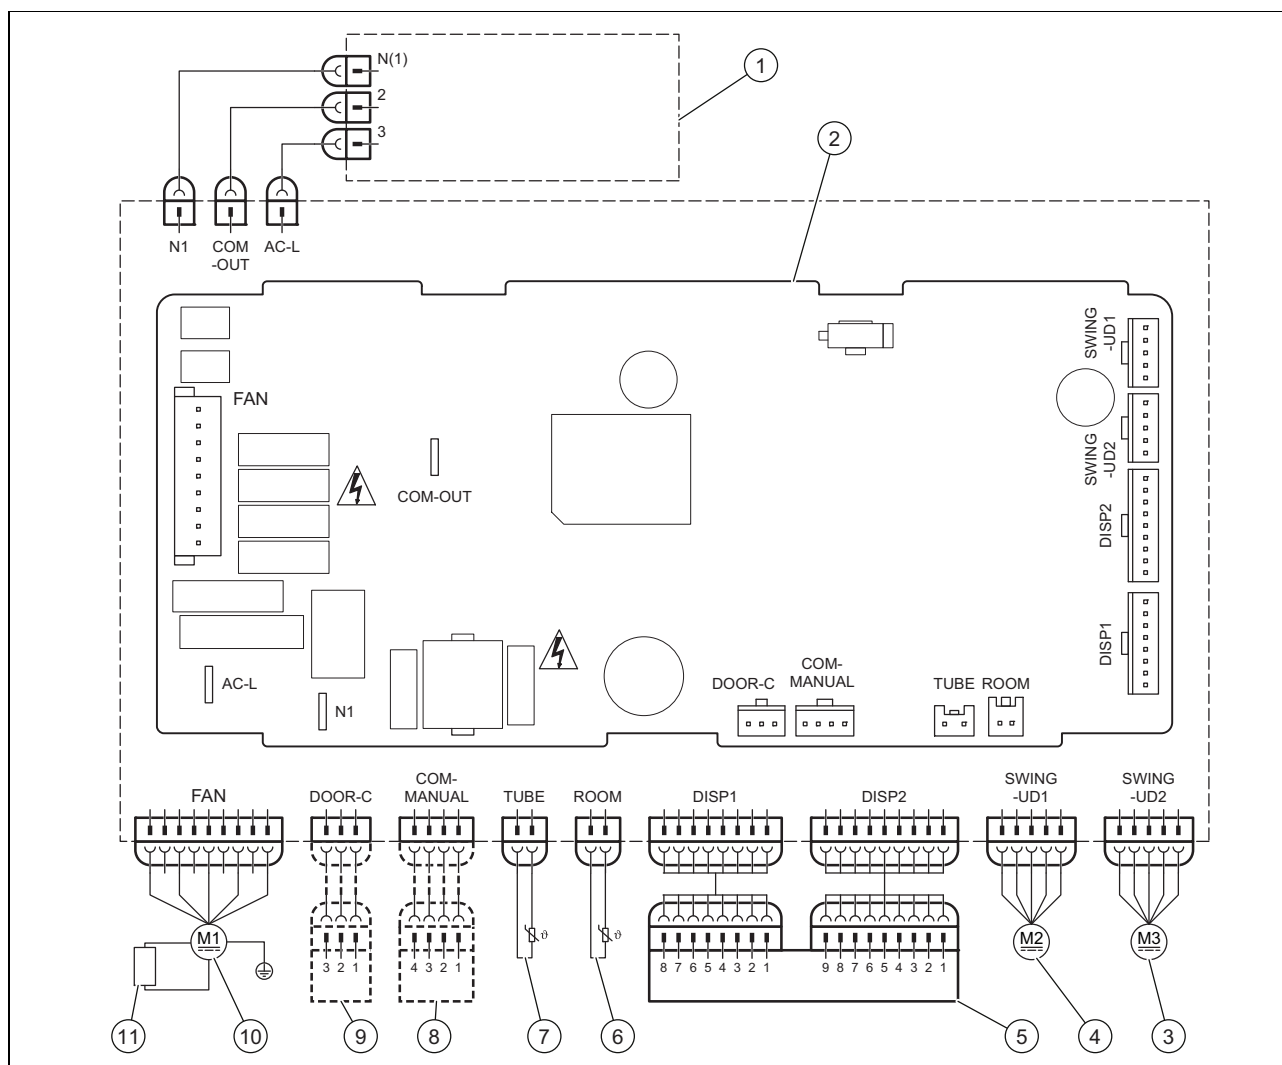 N(1)
1
2
3
2
N1
COM
-OUT
AC-L
SWING
-UD1
FAN
SWING
-UD2
COM-OUT
DISP2
DISP1
AC-L
N1
DOOR-C
COM-
MANUAL
TUBE
ROOM
FAN
DOOR-C
COM-
MANUAL
TUBE
ROOM
DISP1
DISP2
SWING
-UD1
SWING
-UD2
M1
ϑ
ϑ
M2
M3
3 2 1
4 3 2 1
8 7 6 5 4 3 2 1
9 8 7 6 5 4 3 2 1
11
10
9
8
7
6
5
4
3